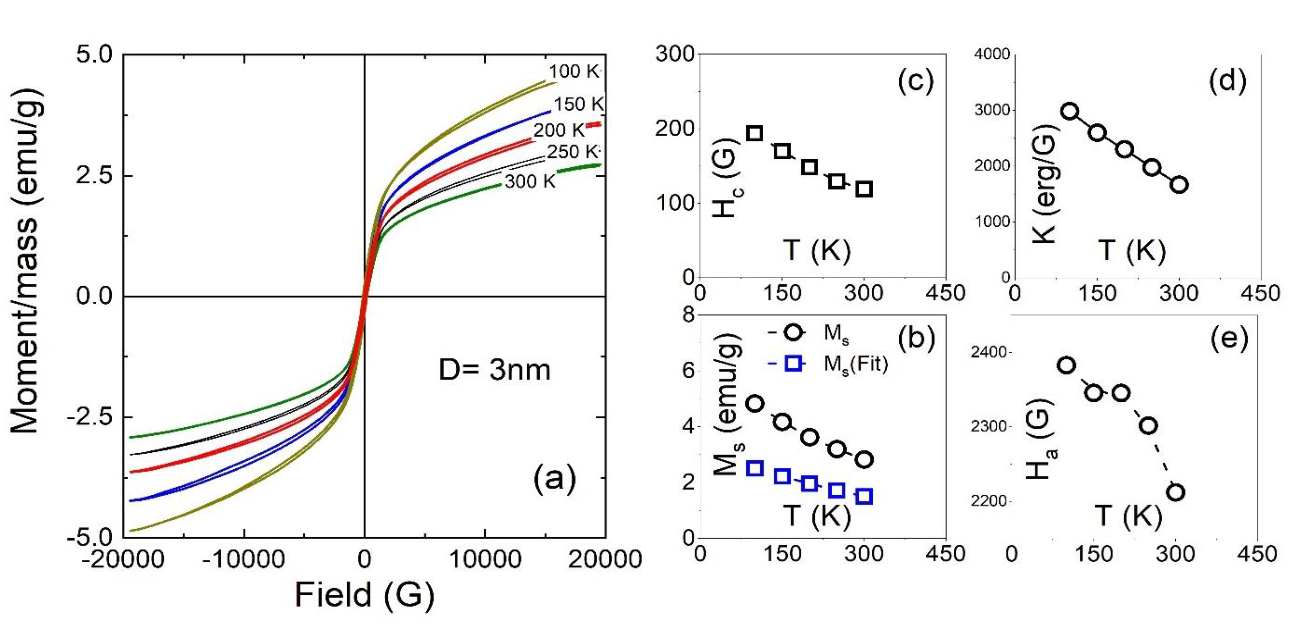 5.0
2.5
0.0
-2.5
-5.0
Moment/mass (emu/g)
100 K
150 K
200 K
250 K
300 K
D= 3nm
(a)
-20000
-10000
0
10000
20000
Field (G)
300
200
100
0
H_c (G)
(c)
T (K)
0
150
300
450
4000
3000
2000
1000
0
K (erg/G)
(d)
T (K)
0
150
300
450
8
6
4
2
0
M_s (emu/g)
M_s
M_s(Fit)
(b)
T (K)
0
150
300
450
2400
2300
2200
H_a (G)
(e)
T (K)
0
150
300
450